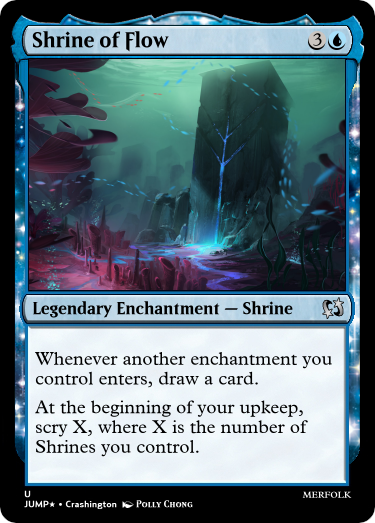 Shrine of Flow 3
Legendary Enchantment — Shrine
Whenever another enchantment you
control enters, draw a card.
At the beginning of your upkeep,
scry X, where X is the number of
Shrines you control.
U MERFOLK
JUMP★ • Crashington Polly Chong